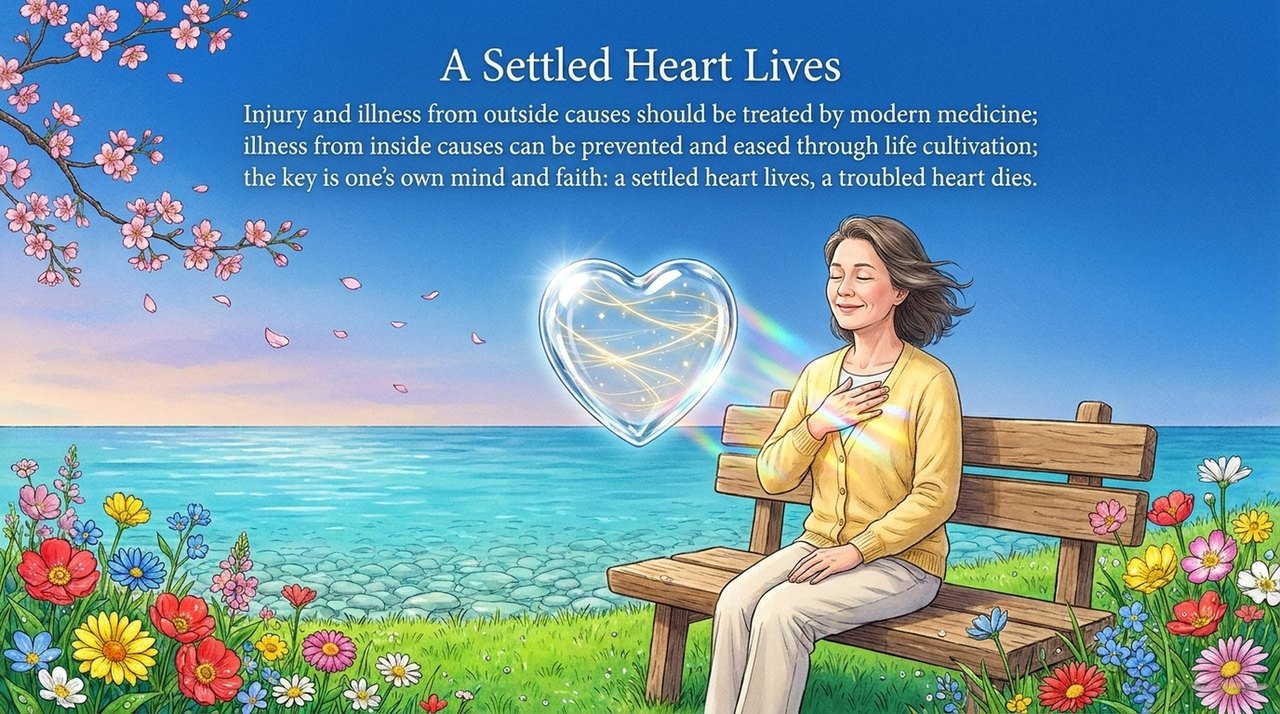 A Settled Heart Lives
Injury and illness from outside causes should be treated by modern medicine;
illness from inside causes can be prevented and eased through life cultivation;
the key is one’s own mind and faith: a settled heart lives, a troubled heart dies.